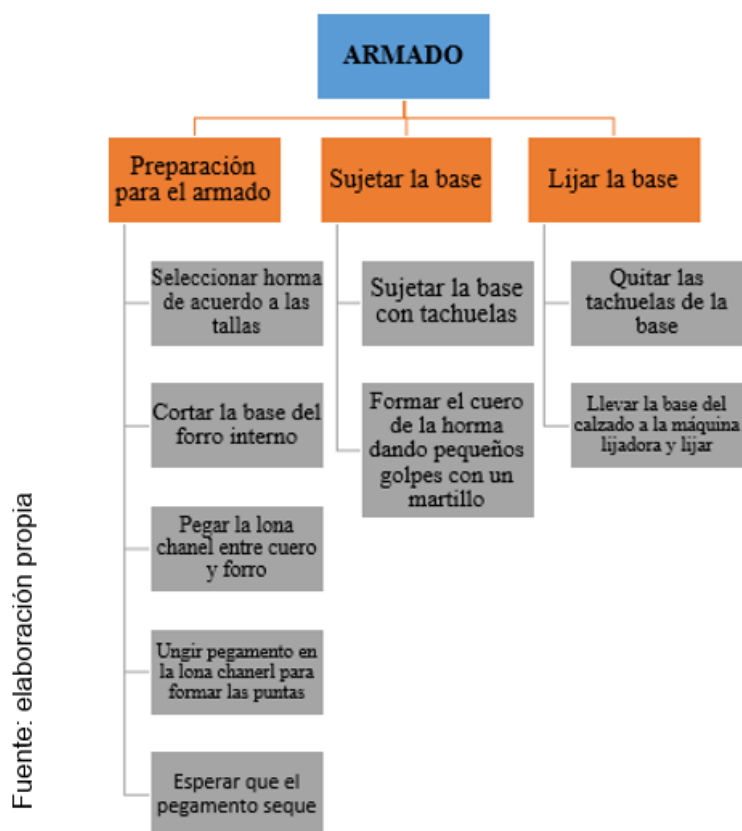 ARMADO
Preparación
para el armado
Seleccionar horma
de acuerdo a las
tallas
Cortar la base del
forro interno
Pegar la lona
chanel entre cuero
y forro
Ungir pegamento en
la lona chanerl para
formar las puntas
Esperar que el
pegamento seque
Sujetar la base
Sujetar la base
con tachuelas
Formar el cuero
de la horma
dando pequeños
golpes con un
martillo
Lijar la base
Quitar las
tachuelas de la
base
Llevar la base del
calzado a la máquina
lijadora y lijar
Fuente: elaboración propia